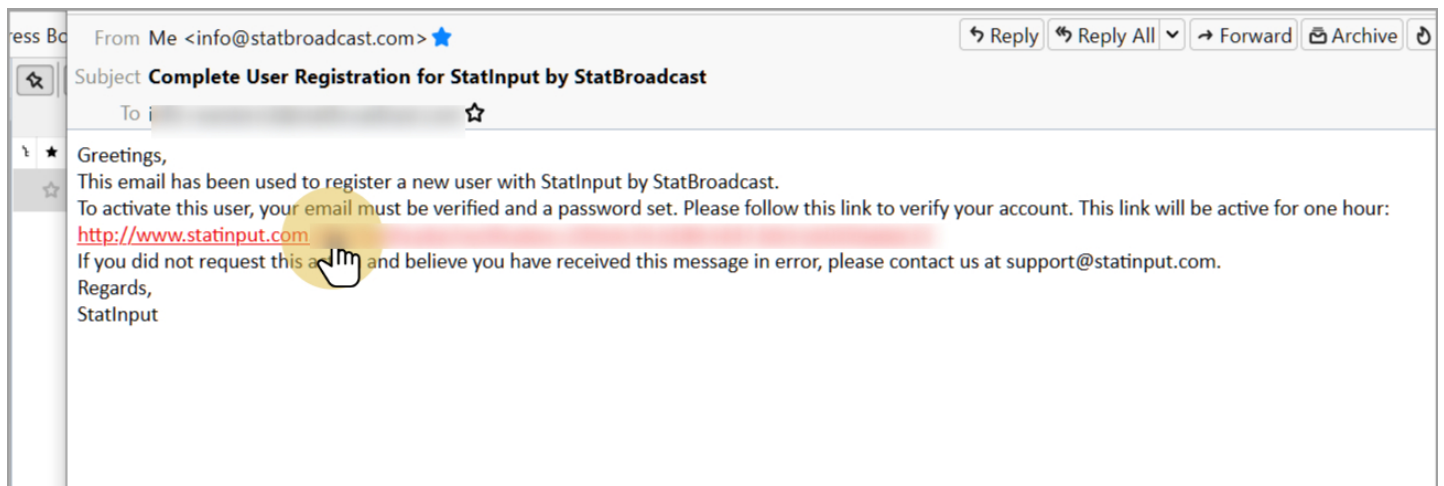 ess Bo
From Me <info@statbroadcast.com>
Reply Reply All Forward Archive
Subject Complete User Registration for StatInput by StatBroadcast
To
Greetings,
This email has been used to register a new user with StatInput by StatBroadcast.
To activate this user, your email must be verified and a password set. Please follow this link to verify your account. This link will be active for one hour:
http://www.statinput.com
If you did not request this and believe you have received this message in error, please contact us at support@statinput.com.
Regards,
StatInput